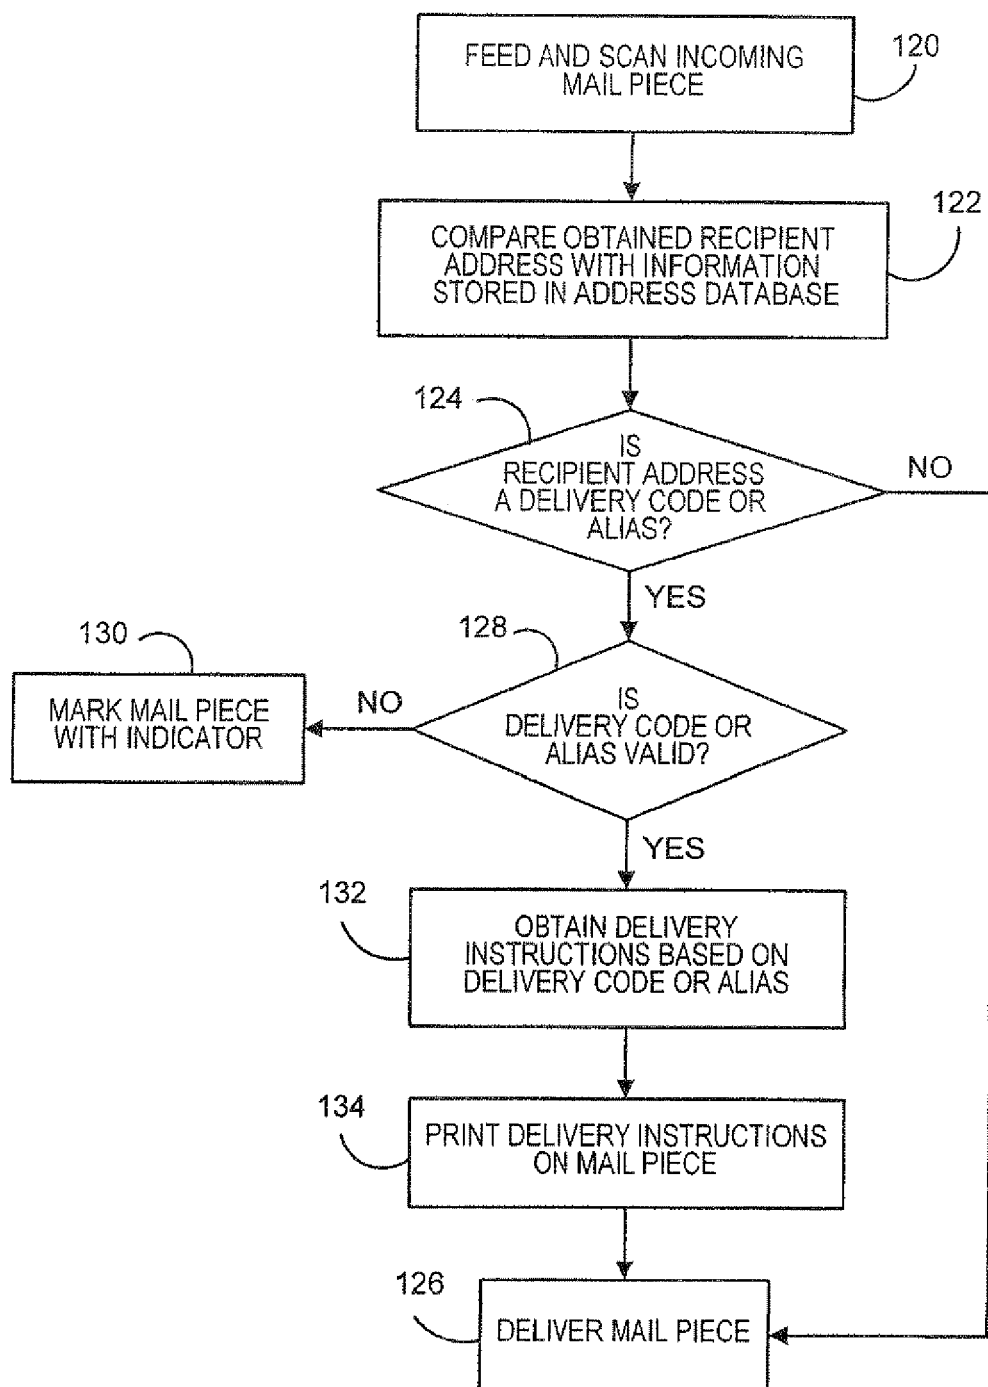 FEED AND SCAN INCOMING
MAIL PIECE
120
COMPARE OBTAINED RECIPIENT
ADDRESS WITH INFORMATION
STORED IN ADDRESS DATABASE
122
124
IS
RECIPIENT ADDRESS
A DELIVERY CODE OR
ALIAS?
NO
YES
128
IS
DELIVERY CODE OR
ALIAS VALID?
NO
130
MARK MAIL PIECE
WITH INDICATOR
YES
132
OBTAIN DELIVERY
INSTRUCTIONS BASED ON
DELIVERY CODE OR ALIAS
134
PRINT DELIVERY INSTRUCTIONS
ON MAIL PIECE
126
DELIVER MAIL PIECE